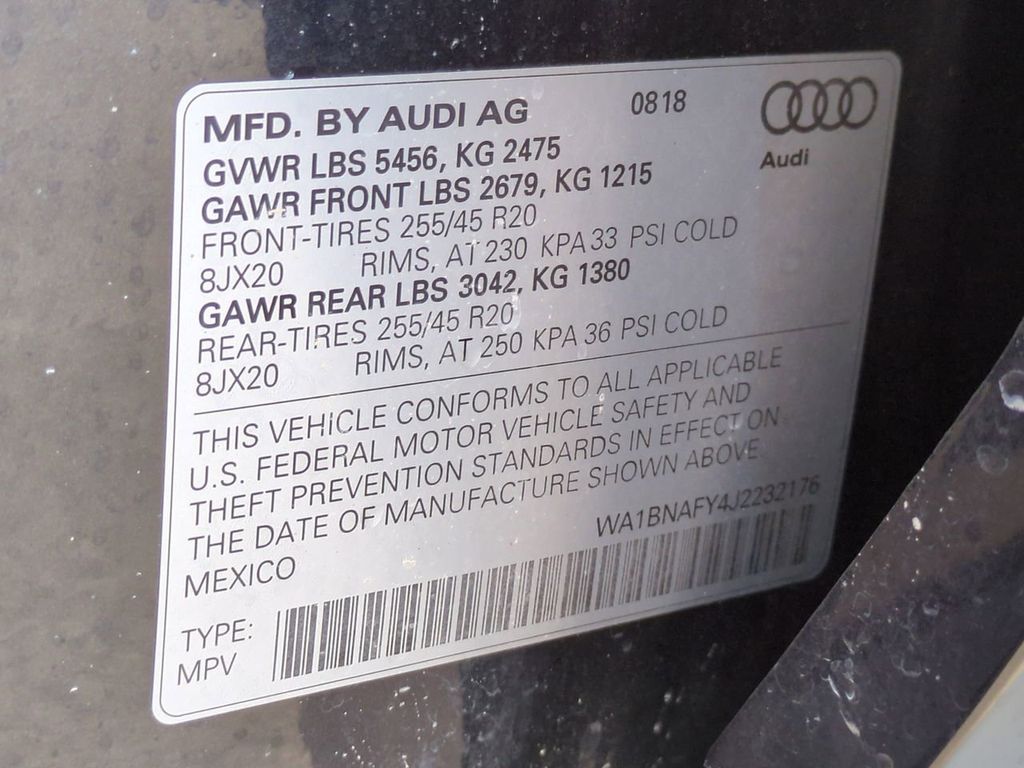 MFD. BY AUDI AG 0818
Audi
GVWR LBS 5456, KG 2475
GAWR FRONT LBS 2679, KG 1215
FRONT-TIRES 255/45 R20
8JX20 RIMS, AT 230 KPA 33 PSI COLD
GAWR REAR LBS 3042, KG 1380
REAR-TIRES 255/45 R20
8JX20 RIMS, AT 250 KPA 36 PSI COLD
THIS VEHICLE CONFORMS TO ALL APPLICABLE
U.S. FEDERAL MOTOR VEHICLE SAFETY AND
THEFT PREVENTION STANDARDS IN EFFECT ON
THE DATE OF MANUFACTURE SHOWN ABOVE
MEXICO WA1BNAFY4J2232176
TYPE:
MPV